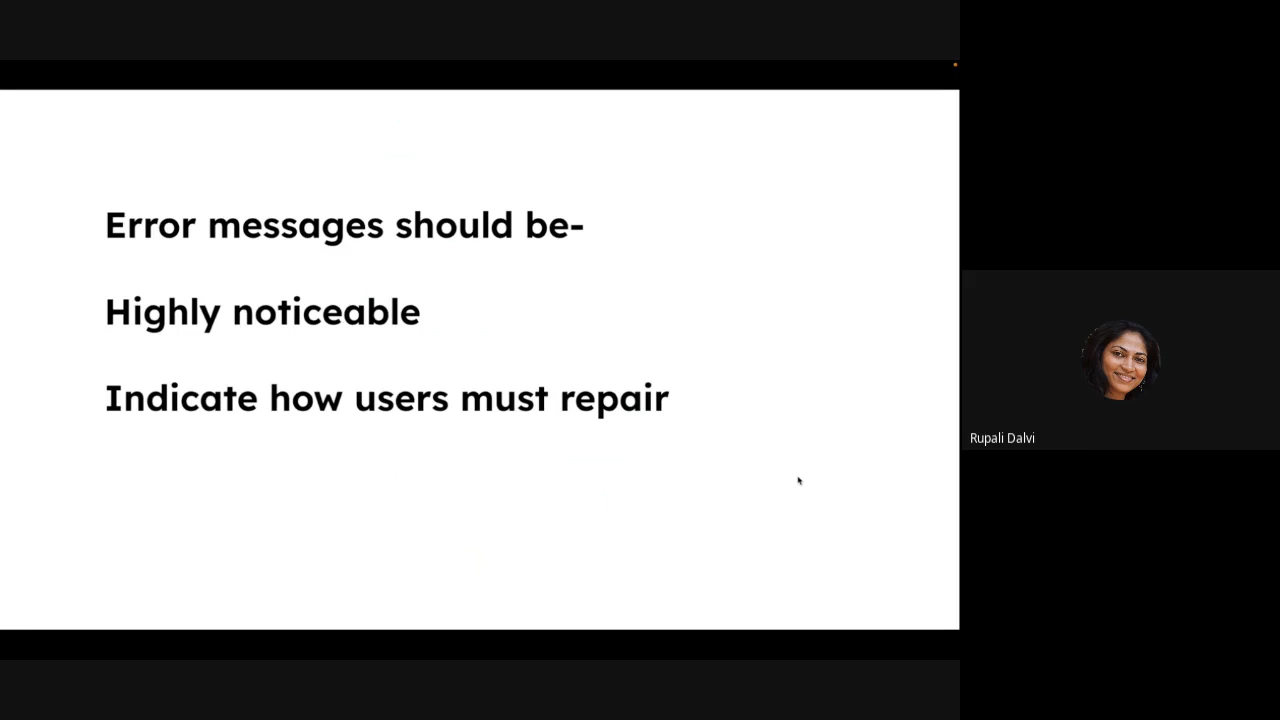 Error messages should be-
Highly noticeable
Indicate how users must repair
Rupali Dalvi